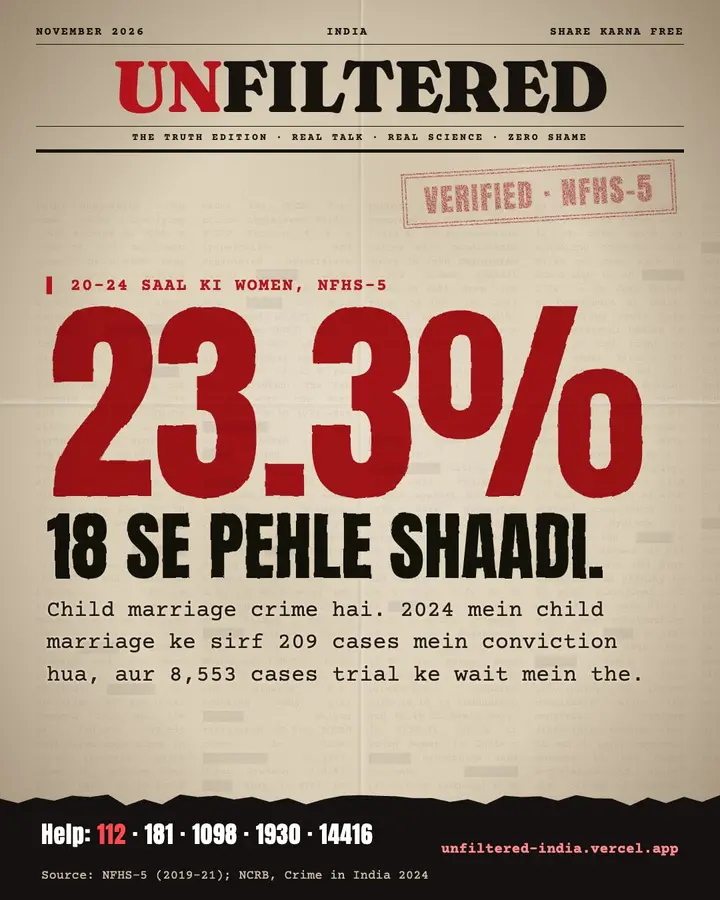 NOVEMBER 2026 INDIA SHARE KARNA FREE
UNFILTERED
THE TRUTH EDITION · REAL TALK · REAL SCIENCE · ZERO SHAME
VERIFIED · NFHS-5
20-24 SAAL KI WOMEN, NFHS-5
23.3%
18 SE PEHLE SHAADI.
Child marriage crime hai. 2024 mein child
marriage ke sirf 209 cases mein conviction
hua, aur 8,553 cases trial ke wait mein the.
Help: 112 · 181 · 1098 · 1930 · 14416
unfiltered-india.vercel.app
Source: NFHS-5 (2019-21); NCRB, Crime in India 2024